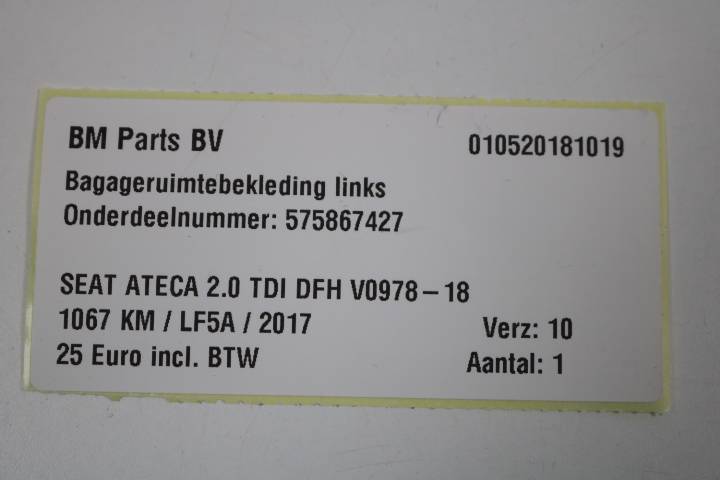 BM Parts BV 010520181019
Bagageruimtebekleding links
Onderdeelnummer: 575867427
SEAT ATECA 2.0 TDI DFH V0978-18
1067 KM / LF5A / 2017 Verz: 10
25 Euro incl. BTW Aantal: 1